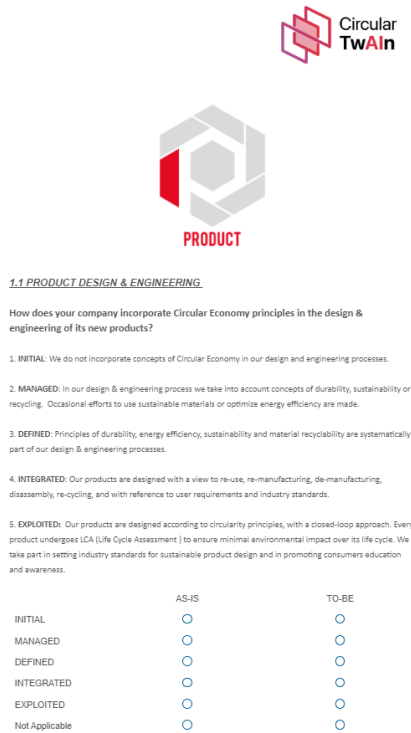 Circular
TwAIn
PRODUCT
1.1 PRODUCT DESIGN & ENGINEERING
How does your company incorporate Circular Economy principles in the design &
engineering of its new products?
1. INITIAL: We do not incorporate concepts of Circular Economy in our design and engineering processes.
2. MANAGED: In our design & engineering process we take into account concepts of durability, sustainability or
recycling. Occasional efforts to use sustainable materials or optimize energy efficiency are made.
3. DEFINED: Principles of durability, energy efficiency, sustainability and material recyclability are systematically
part of our design & engineering processes.
4. INTEGRATED: Our products are designed with a view to re-use, re-manufacturing, de-manufacturing,
disassembly, re-cycling, and with reference to user requirements and industry standards.
5. EXPLOITED: Our products are designed according to circularity principles, with a closed-loop approach. Every
product undergoes LCA (Life Cycle Assessment ) to ensure minimal environmental impact over its life cycle. We
take part in setting industry standards for sustainable product design and in promoting consumers education
and awareness.
AS-IS TO-BE
INITIAL
MANAGED
DEFINED
INTEGRATED
EXPLOITED
Not Applicable